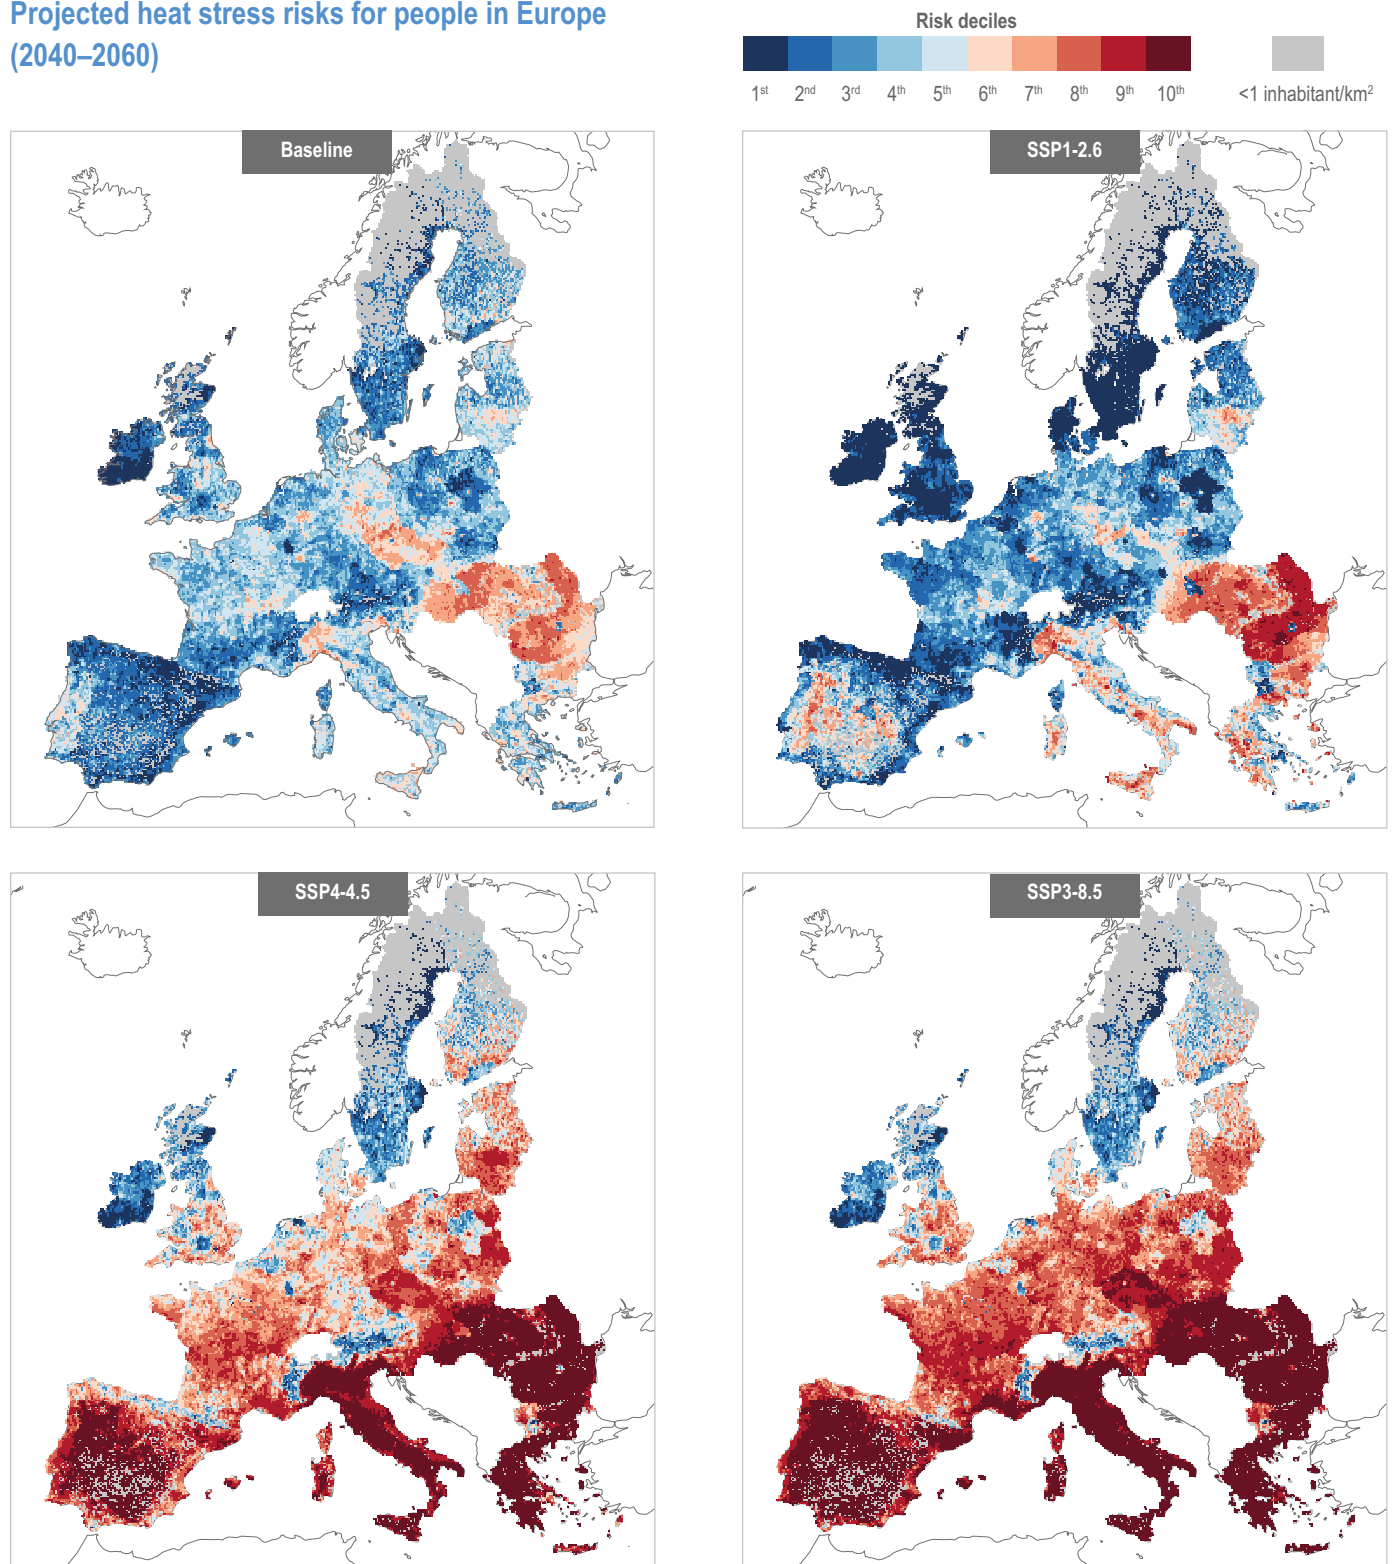 Projected heat stress risks for people in Europe
(2040–2060)
Risk deciles
1st 2nd 3rd 4th 5th 6th 7th 8th 9th 10th <1 inhabitant/km2
Baseline
SSP1-2.6
SSP4-4.5
SSP3-8.5